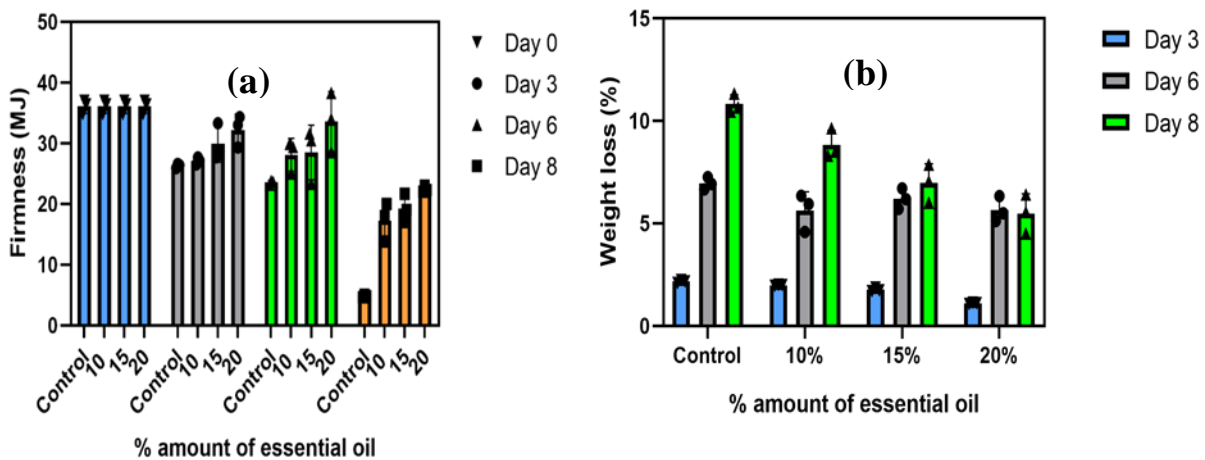 50
40
30
20
10
0
Firmness (MJ)
(a)
Day 0
Day 3
Day 6
Day 8
Control
10
15
20
Control
10
15
20
Control
10
15
20
Control
10
15
20
% amount of essential oil
15
10
5
0
Weight loss (%)
(b)
Day 3
Day 6
Day 8
Control 10% 15% 20%
% amount of essential oil